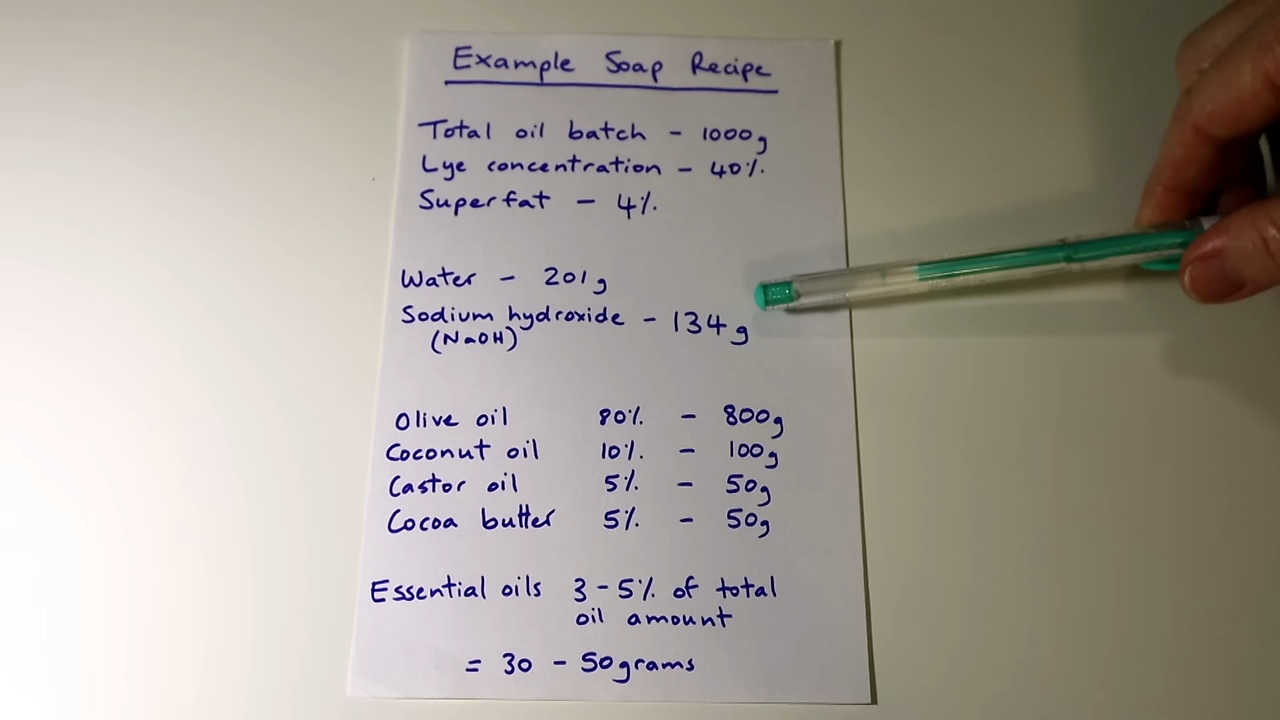 Example Soap Recipe
Total oil batch - 1000g
Lye concentration - 40%.
Superfat - 4%.
Water - 201g
Sodium hydroxide - 134g
(NaOH)
Olive oil 80% - 800g
Coconut oil 10%. - 100g
Castor oil 5%. - 50g
Cocoa butter 5%. - 50g
Essential oils 3-5% of total
oil amount
= 30 - 50grams